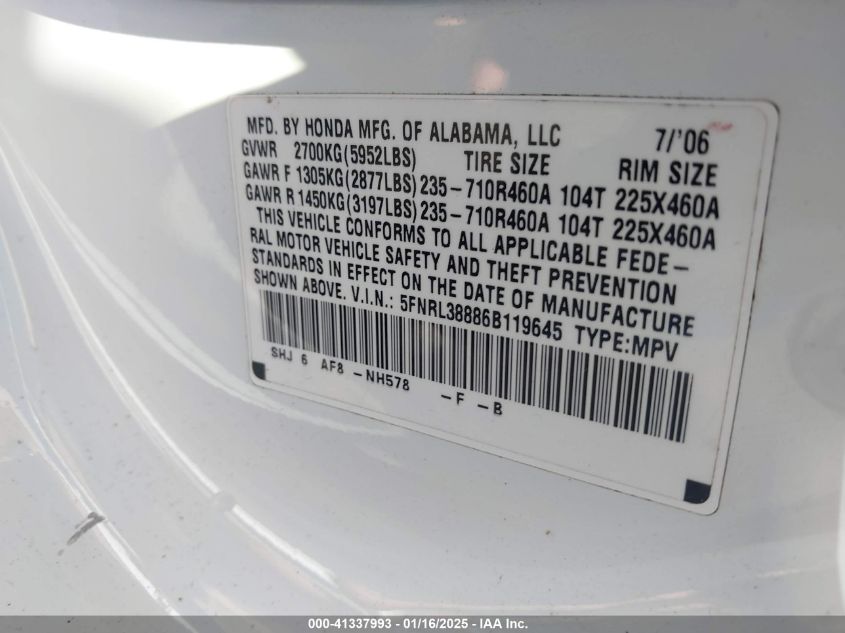 MFD. BY HONDA MFG. OF ALABAMA, LLC 7/'06
GVWR 2700KG(5952LBS) TIRE SIZE RIM SIZE
GAWR F 1305KG(2877LBS) 235-710R460A 104T 225X460A
GAWR R 1450KG(3197LBS) 235-710R460A 104T 225X460A
THIS VEHICLE CONFORMS TO ALL APPLICABLE FEDE-
RAL MOTOR VEHICLE SAFETY AND THEFT PREVENTION
STANDARDS IN EFFECT ON THE DATE OF MANUFACTURE
SHOWN ABOVE. V.I.N.: 5FNRL38886B119645 TYPE:MPV
SHJ 6 AF8 -NH578 -F -B
000-41337993 - 01/16/2025 - IAA Inc.